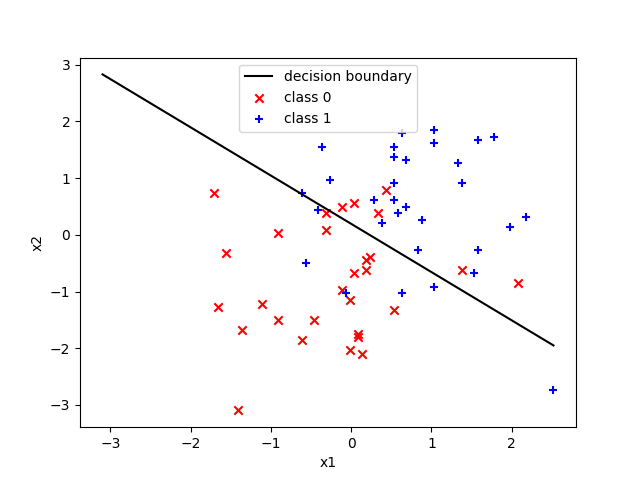 decision boundary
class 0
class 1
3
2
1
0
−1
−2
−3
x2
−3
−2
−1
0
1
2
x1